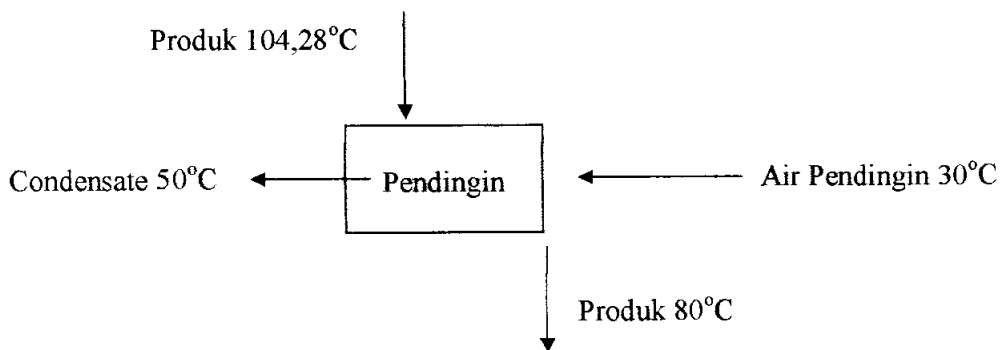 Produk 104,28°C
Condensate 50°C
Pendingin
Air Pendingin 30°C
Produk 80°C